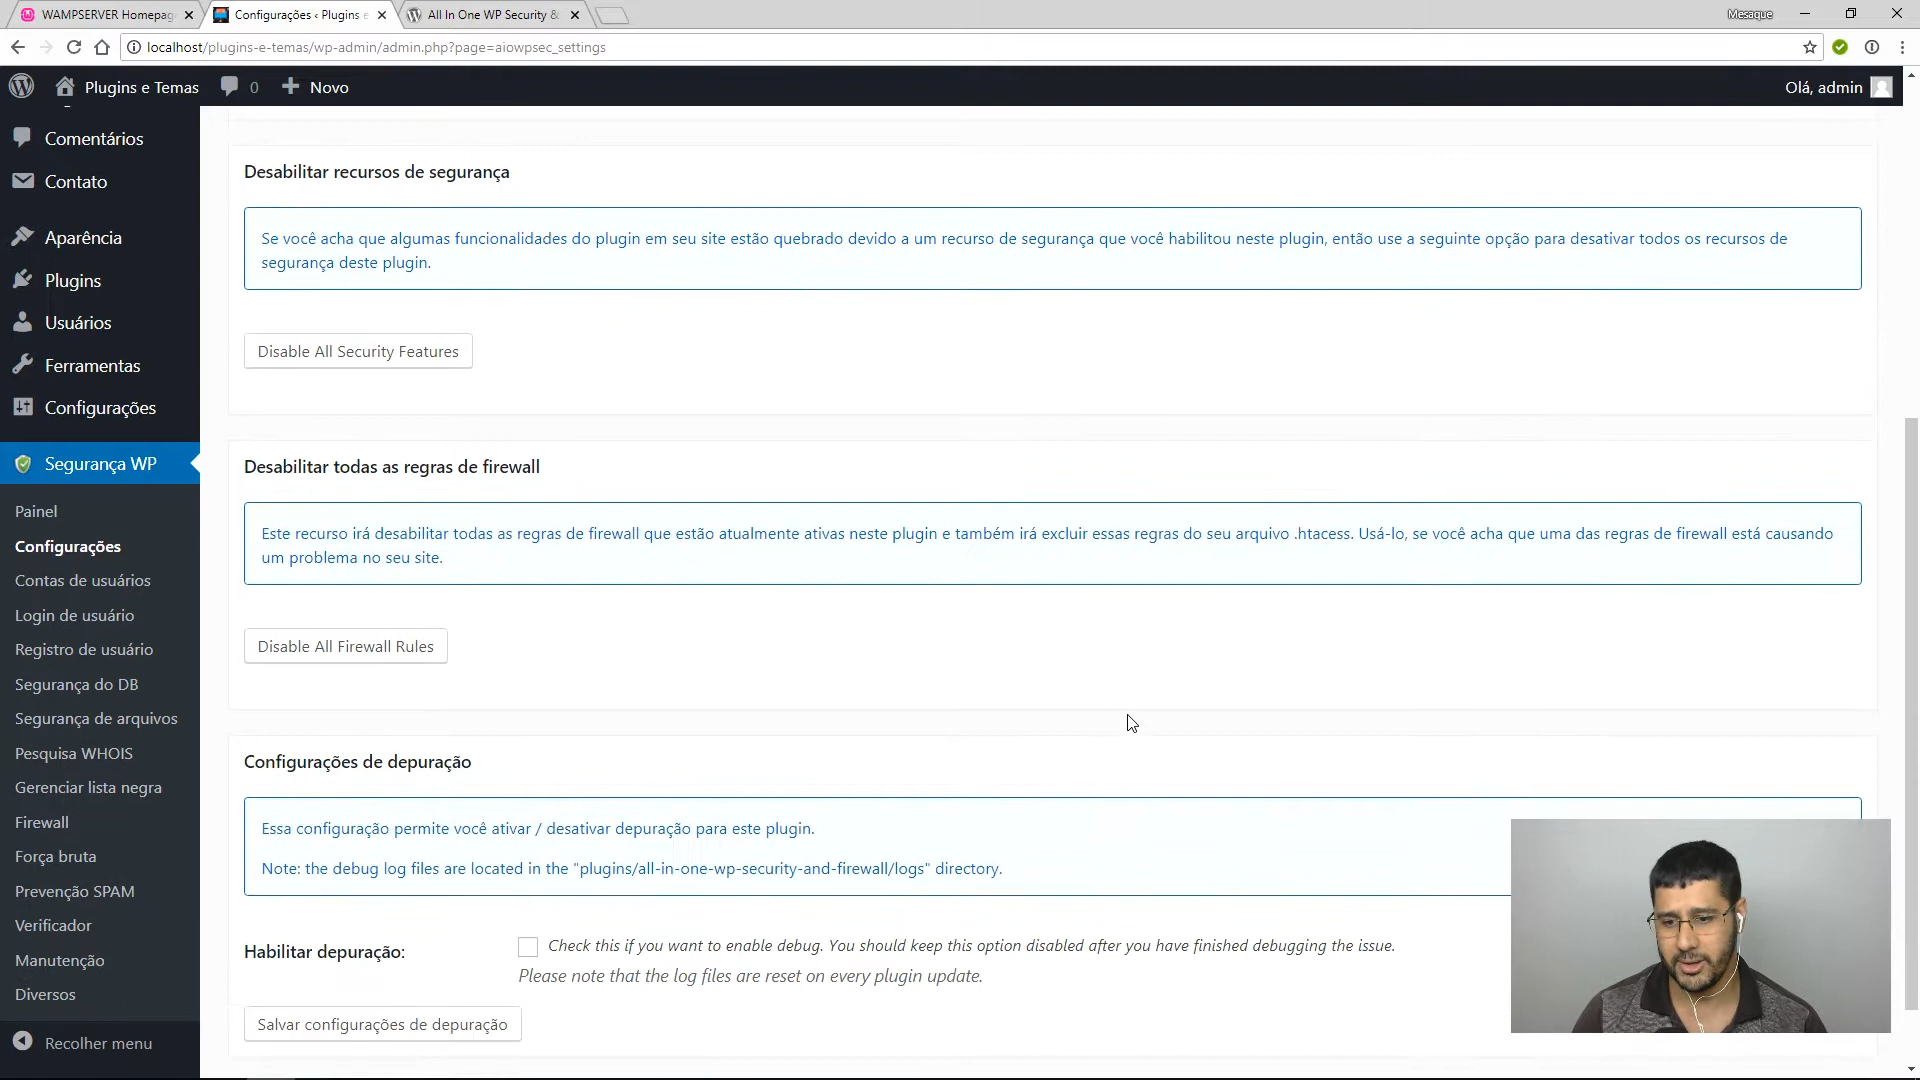 WAMPSERVER Homepag
Configurações ‹ Plugins e
All In One WP Security &
Mesaque
localhost/plugins-e-temas/wp-admin/admin.php?page=aiowpsec_settings
Plugins e Temas
0
Novo
Olá, admin
Comentários
Contato
Aparência
Plugins
Usuários
Ferramentas
Configurações
Segurança WP
Painel
Configurações
Contas de usuários
Login de usuário
Registro de usuário
Segurança do DB
Segurança de arquivos
Pesquisa WHOIS
Gerenciar lista negra
Firewall
Força bruta
Prevenção SPAM
Verificador
Manutenção
Diversos
Recolher menu
Desabilitar recursos de segurança
Se você acha que algumas funcionalidades do plugin em seu site estão quebrado devido a um recurso de segurança que você habilitou neste plugin, então use a seguinte opção para desativar todos os recursos de
segurança deste plugin.
Disable All Security Features
Desabilitar todas as regras de firewall
Este recurso irá desabilitar todas as regras de firewall que estão atualmente ativas neste plugin e também irá excluir essas regras do seu arquivo .htacess. Usá-lo, se você acha que uma das regras de firewall está causando
um problema no seu site.
Disable All Firewall Rules
Configurações de depuração
Essa configuração permite você ativar / desativar depuração para este plugin.
Note: the debug log files are located in the "plugins/all-in-one-wp-security-and-firewall/logs" directory.
Habilitar depuração:
Check this if you want to enable debug. You should keep this option disabled after you have finished debugging the issue.
Please note that the log files are reset on every plugin update.
Salvar configurações de depuração